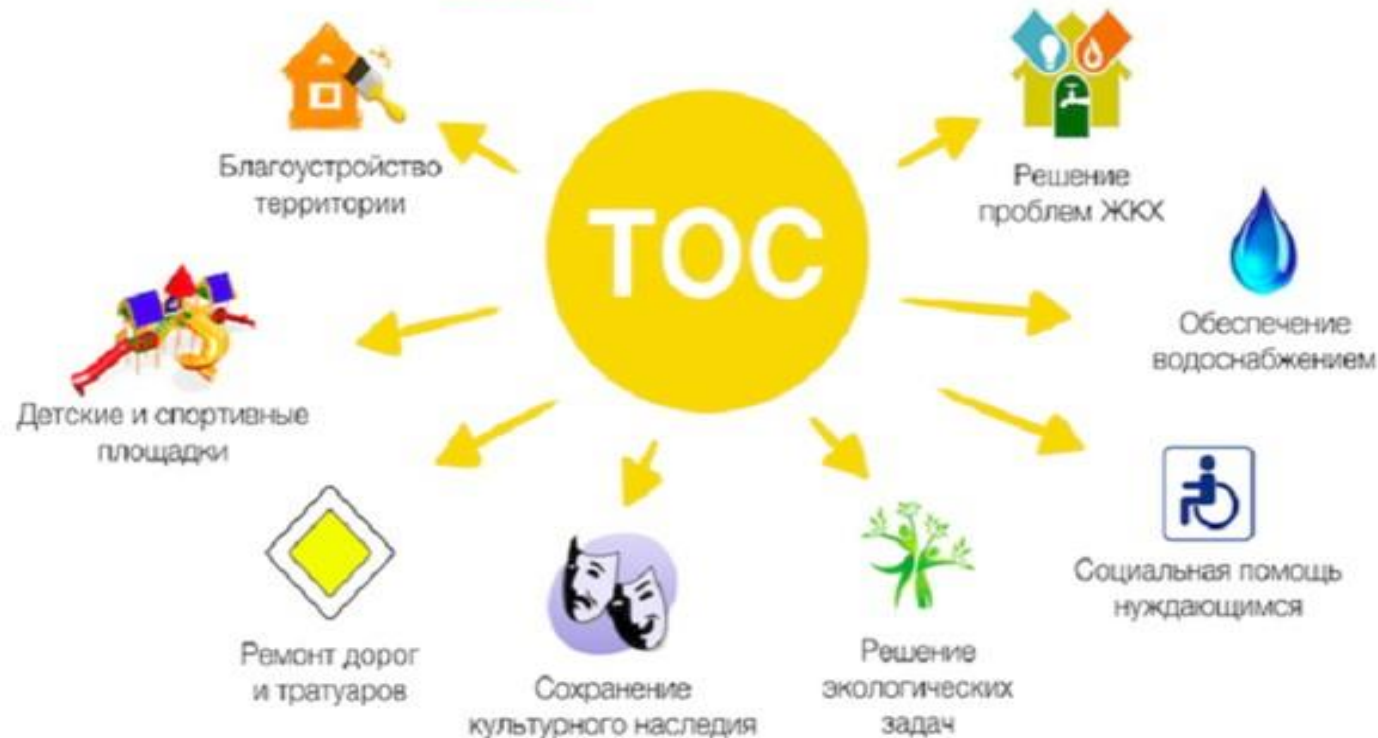 Благоустройство
территории
ТОС
Решение
проблем ЖКХ
Обеспечение
водоснабжением
Детские и спортивные
площадки
Социальная помощь
нуждающимся
Ремонт дорог
и тратуаров
Сохранение
культурного наследия
Решение
экологических
задач